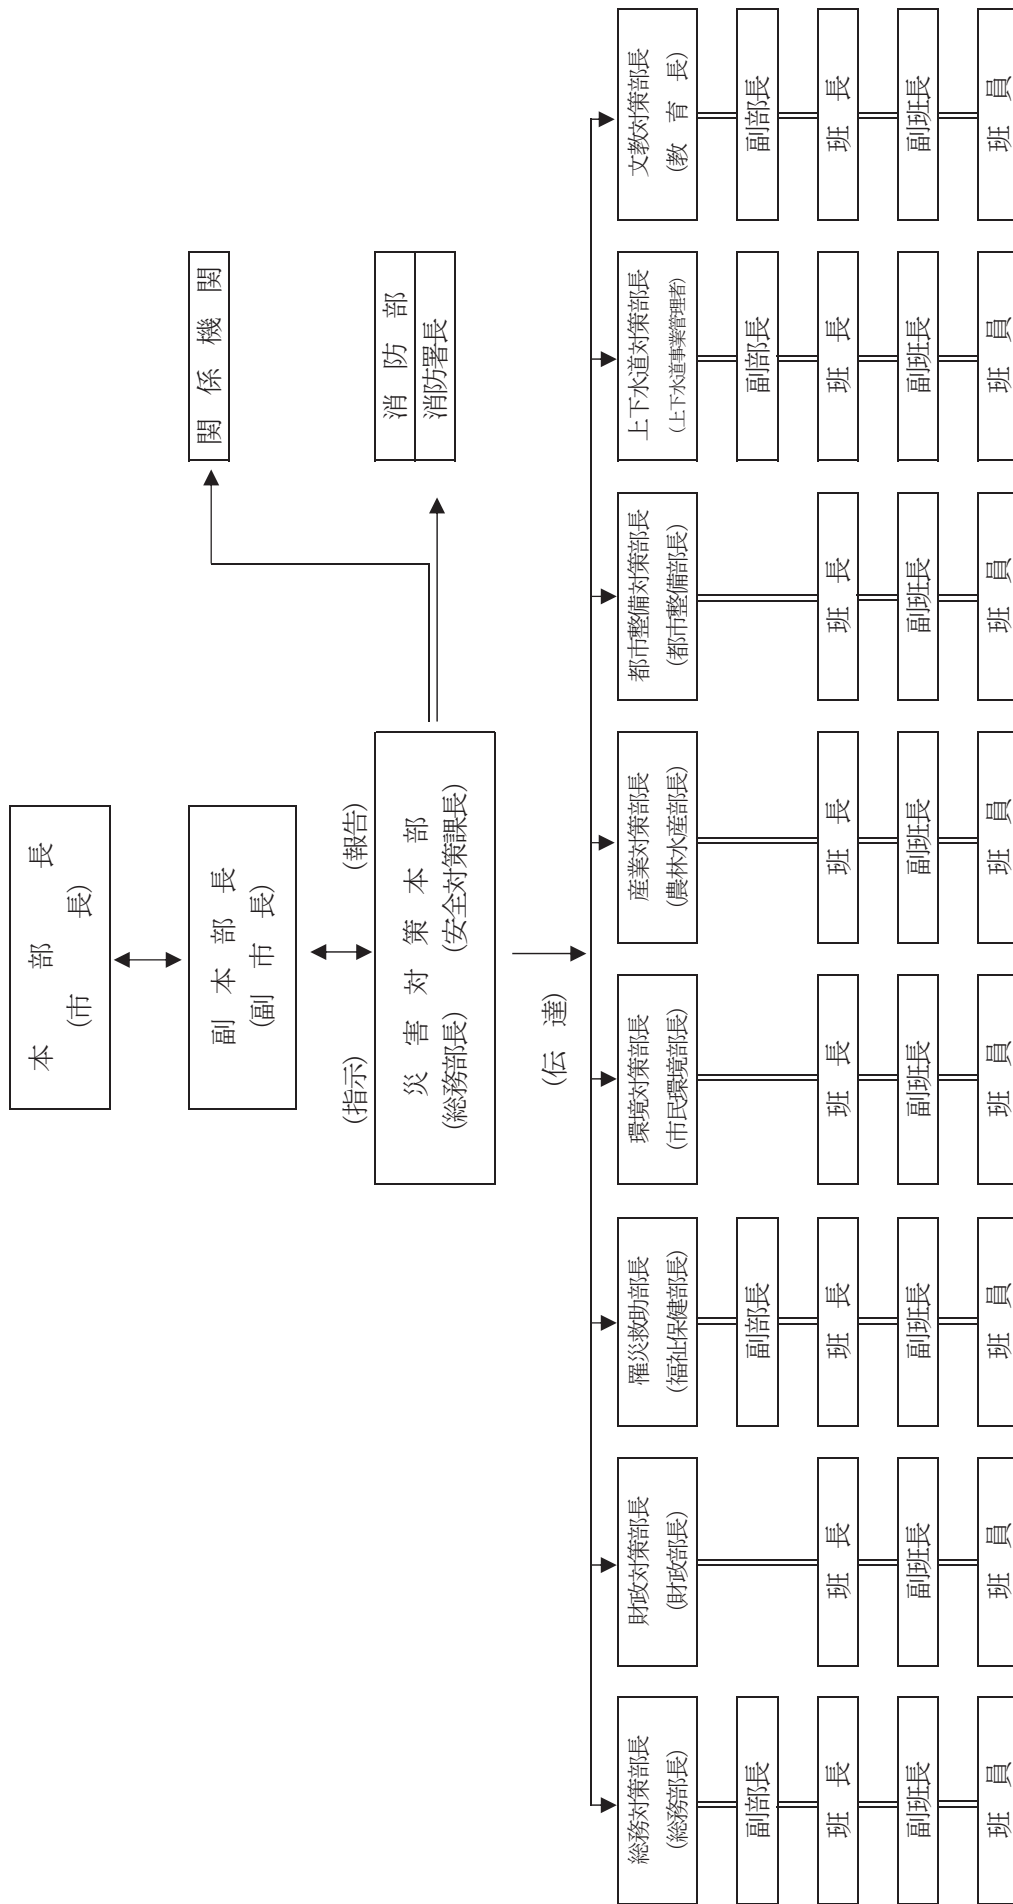 本部長
(市長)
副本部長
(副市長)
(指示)
(報告)
災害対策本部
(総務部長)
(安全対策課長)
関係機関
消防部
消防署長
(伝達)
総務対策部長
(総務部長)
副部長
班長
副班長
班員
財政対策部長
(財政部長)
班長
副班長
班員
罹災救助部長
(福祉保健部長)
副部長
班長
副班長
班員
環境対策部長
(市民環境部長)
班長
副班長
班員
産業対策部長
(農林水産部長)
班長
副班長
班員
都市整備対策部長
(都市整備部長)
班長
副班長
班員
上下水道対策部長
(上下水道事業管理者)
副部長
班長
副班長
班員
文教対策部長
(教育長)
副部長
班長
副班長
班員